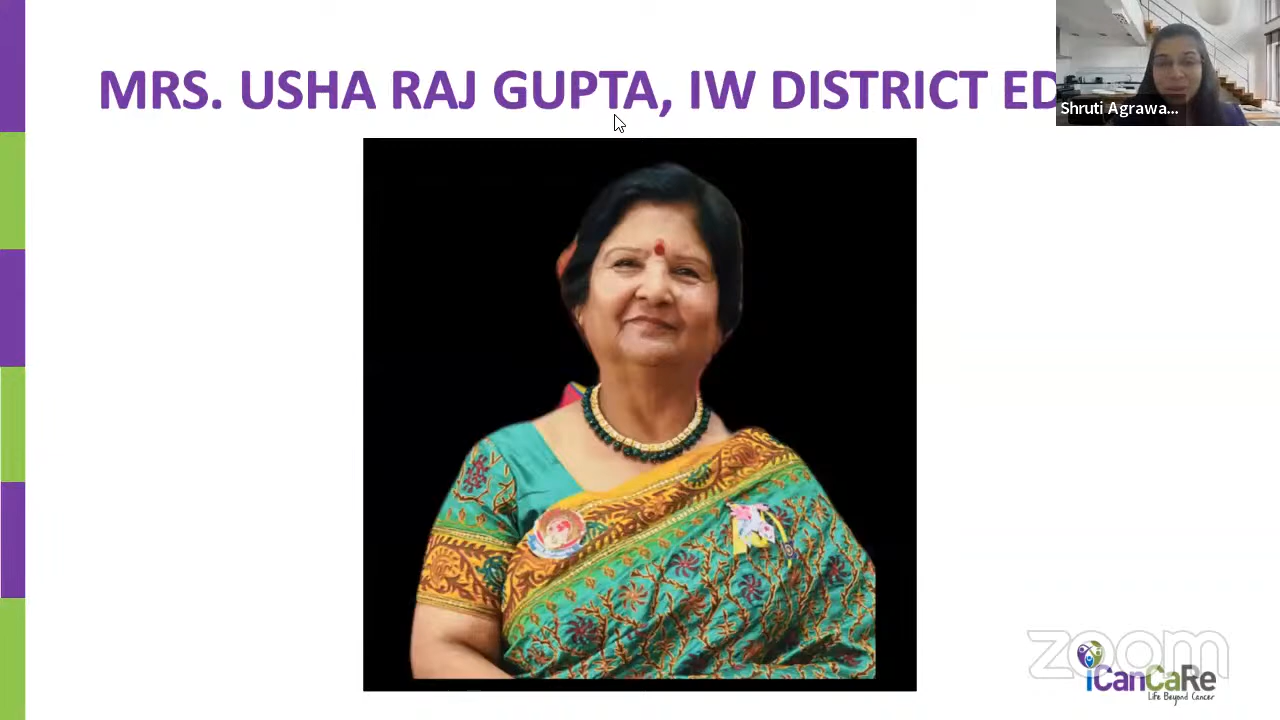 MRS. USHA RAJ GUPTA, IW DISTRICT ED
Shruti Agrawa...
zoom
iCanCaRe
Life Beyond Cancer